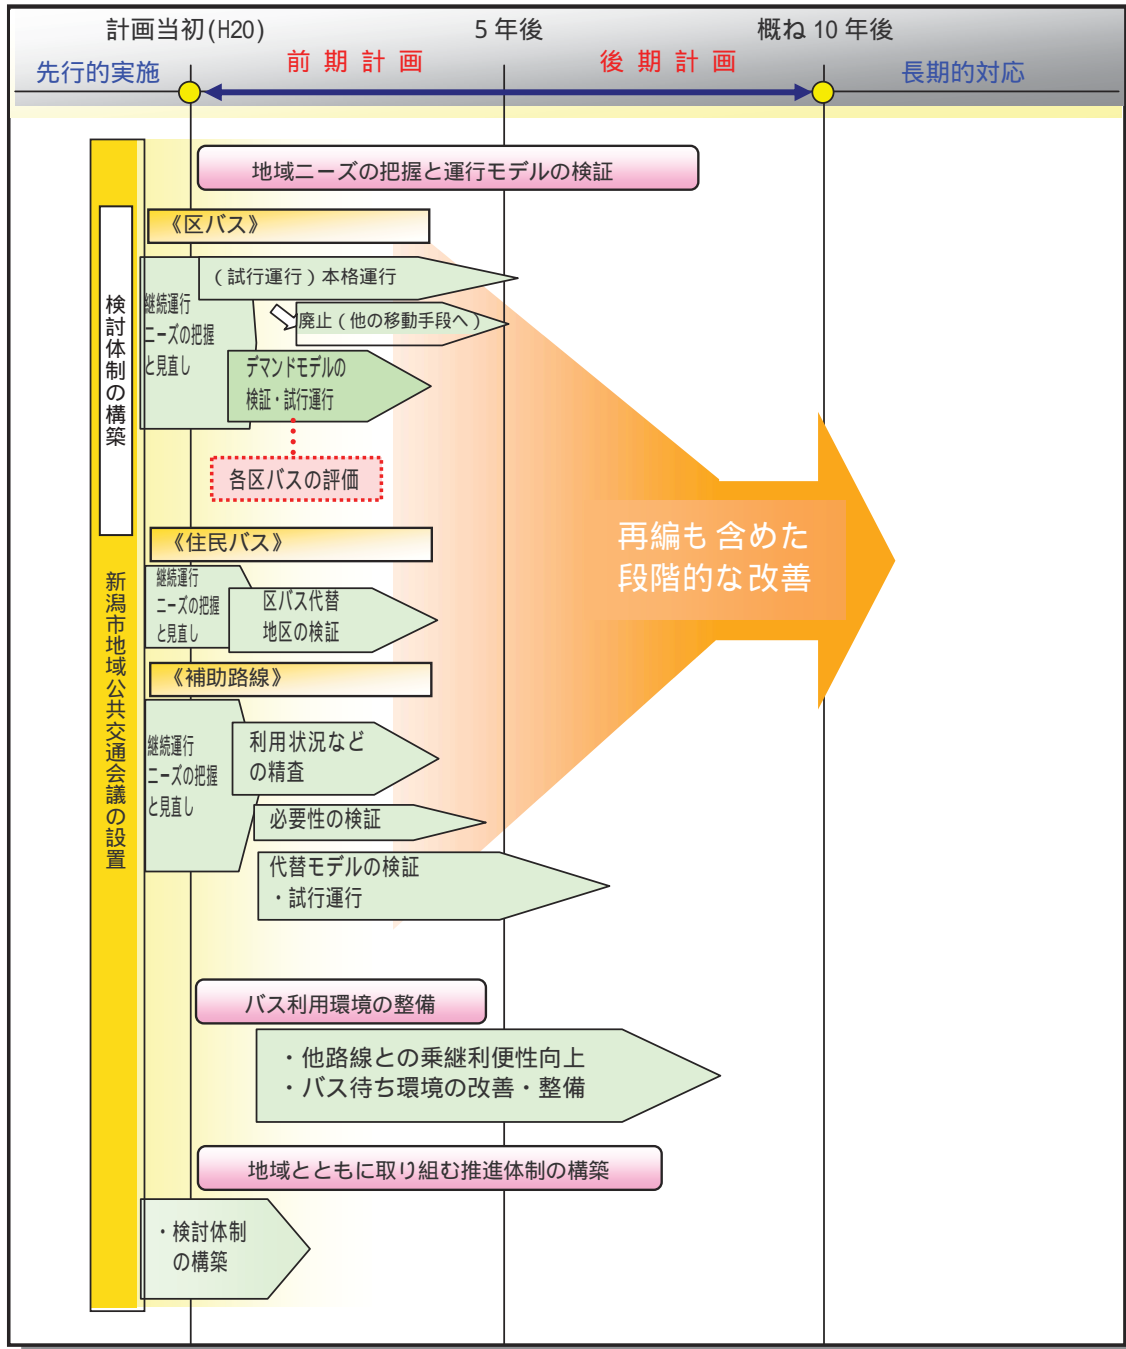 計画当初(H20)
5 年後
概ね 10 年後
先行的実施
前 期 計 画
後 期 計 画
長期的対応
地域ニーズの把握と運行モデルの検証
検討体制の構築
新潟市地域公共交通会議の設置
《区バス》
(試行運行)本格運行
継続運行
ニーズの把握
と見直し
廃止(他の移動手段へ)
デマンドモデルの
検証・試行運行
各区バスの評価
再編も含めた
段階的な改善
《住民バス》
継続運行
ニーズの把握
と見直し
区バス代替
地区の検証
《補助路線》
継続運行
ニーズの把握
と見直し
利用状況など
の精査
必要性の検証
代替モデルの検証
・試行運行
バス利用環境の整備
・他路線との乗継利便性向上
・バス待ち環境の改善・整備
地域とともに取り組む推進体制の構築
・検討体制
の構築